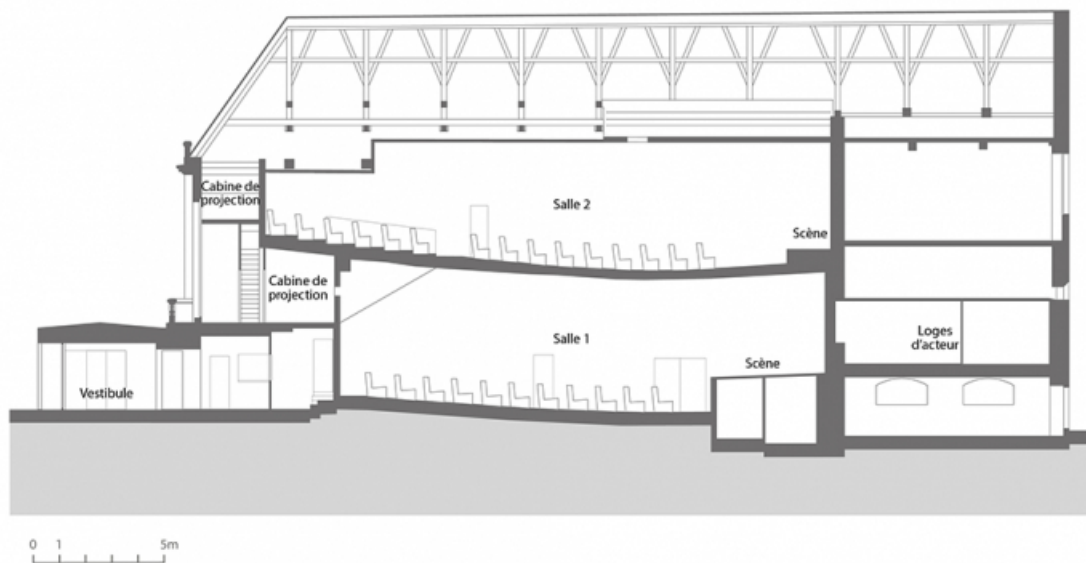 Cabine de
projection
Salle 2
Scène
Cabine de
projection
Salle 1
Scène
Loges
d'acteur
Vestibule
0 1 5m